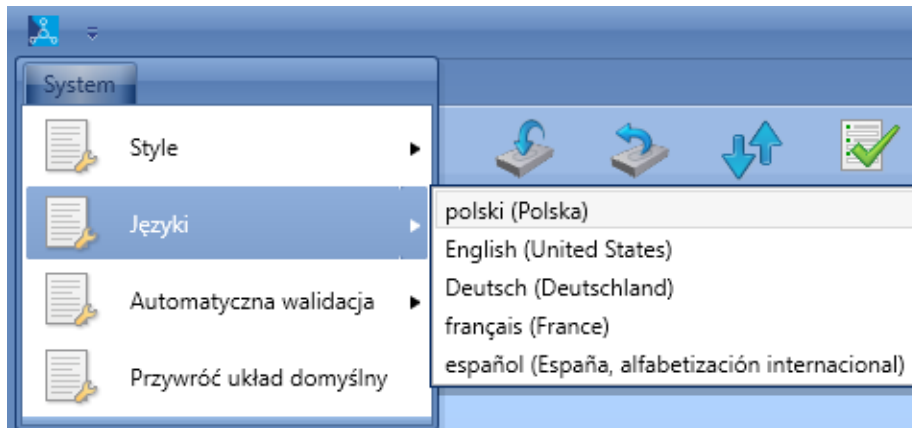 System
Style
Języki
Automatyczna walidacja
Przywróć układ domyślny
polski (Polska)
English (United States)
Deutsch (Deutschland)
français (France)
español (España, alfabetización internacional)